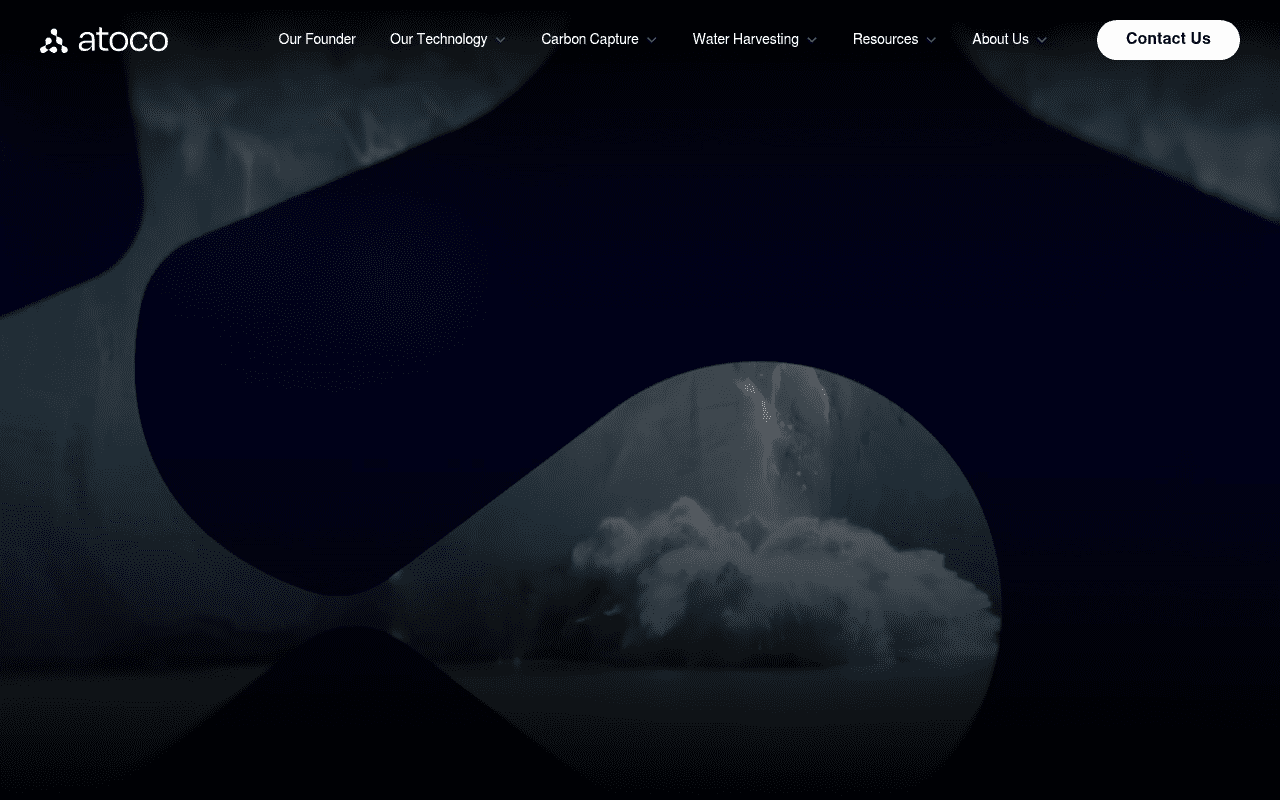 atoco
Our Founder
Our Technology
Carbon Capture
Water Harvesting
Resources
About Us
Contact Us